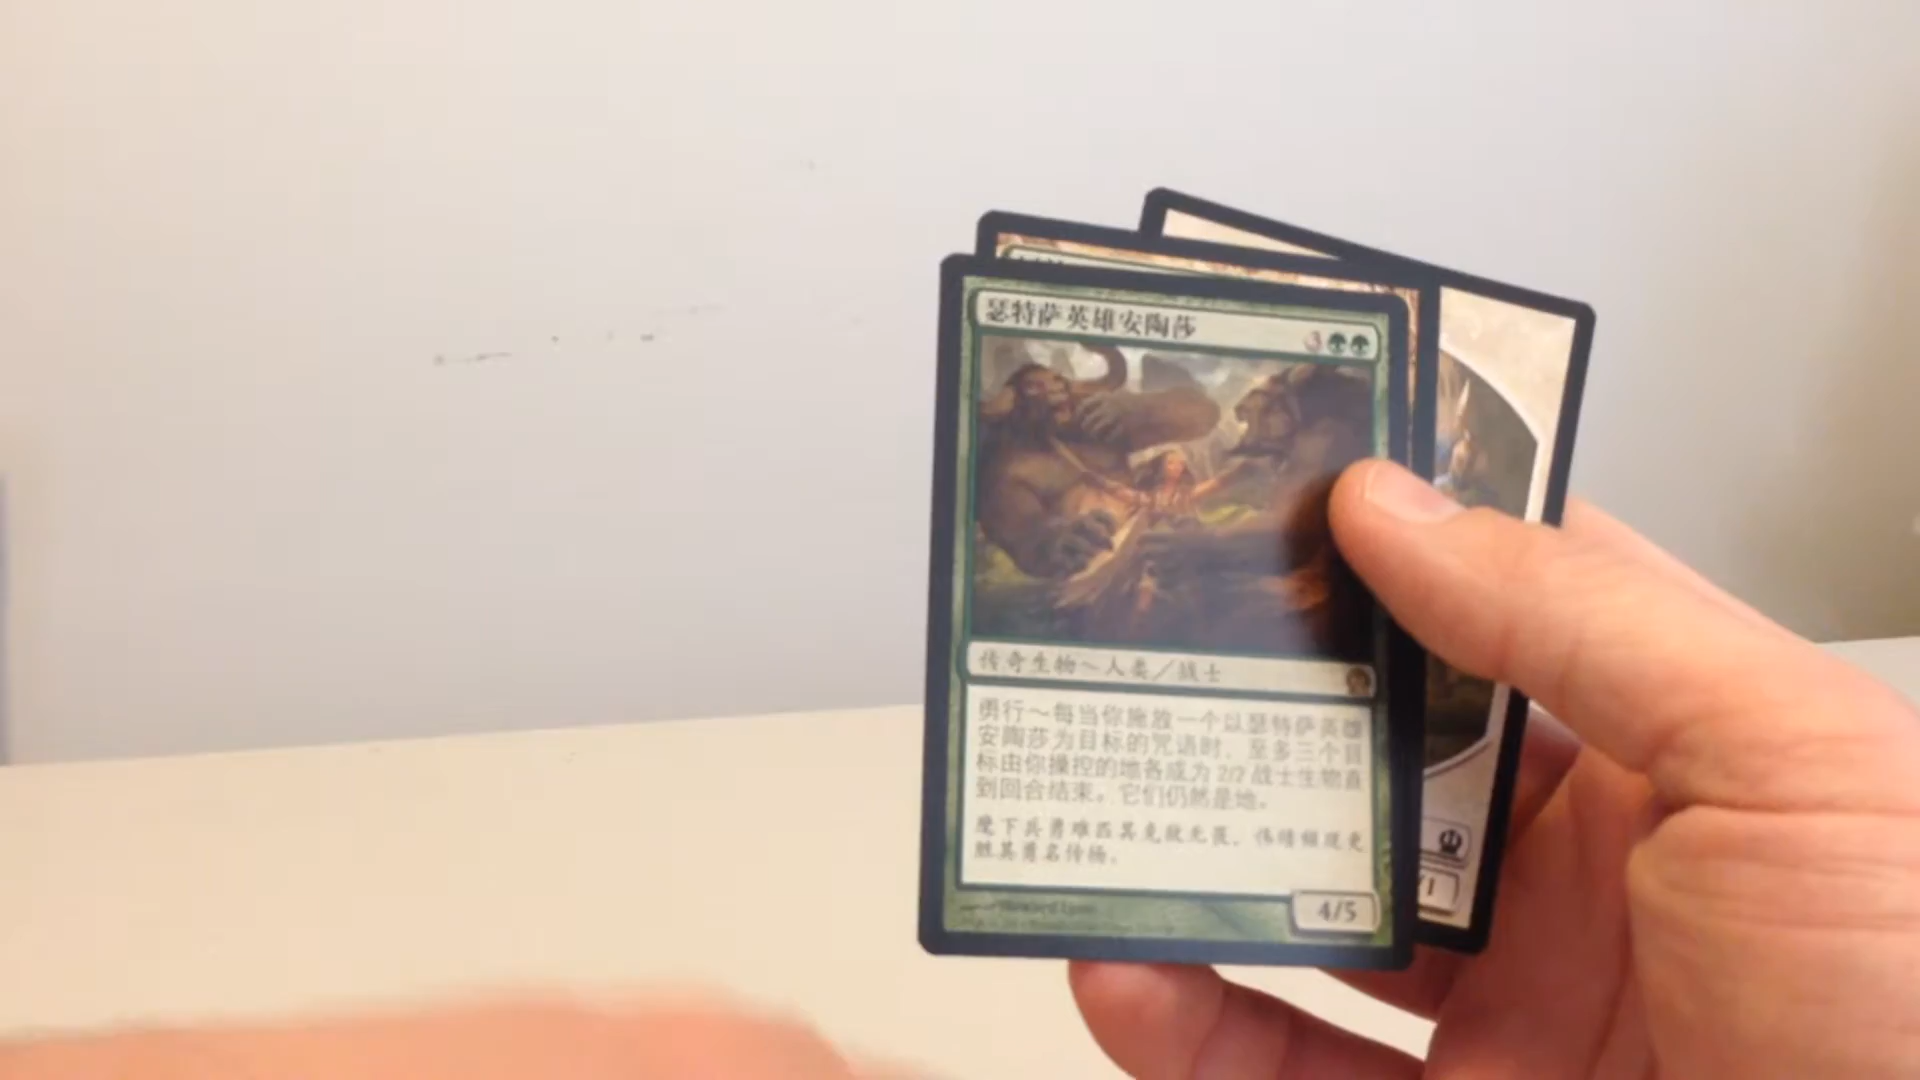 瑟特萨英雄安陶莎
3
传奇生物～人类／战士
勇行～每当你施放一个以瑟特萨英雄
安陶莎为目标的咒语时，至多三个目
标由你操控的地各成为 2/2 战士生物直
到回合结束。它们仍然是地。
麾下兵勇难匹其克敌无畏，伟绩频现更
胜其勇名传扬。
4/5
/1